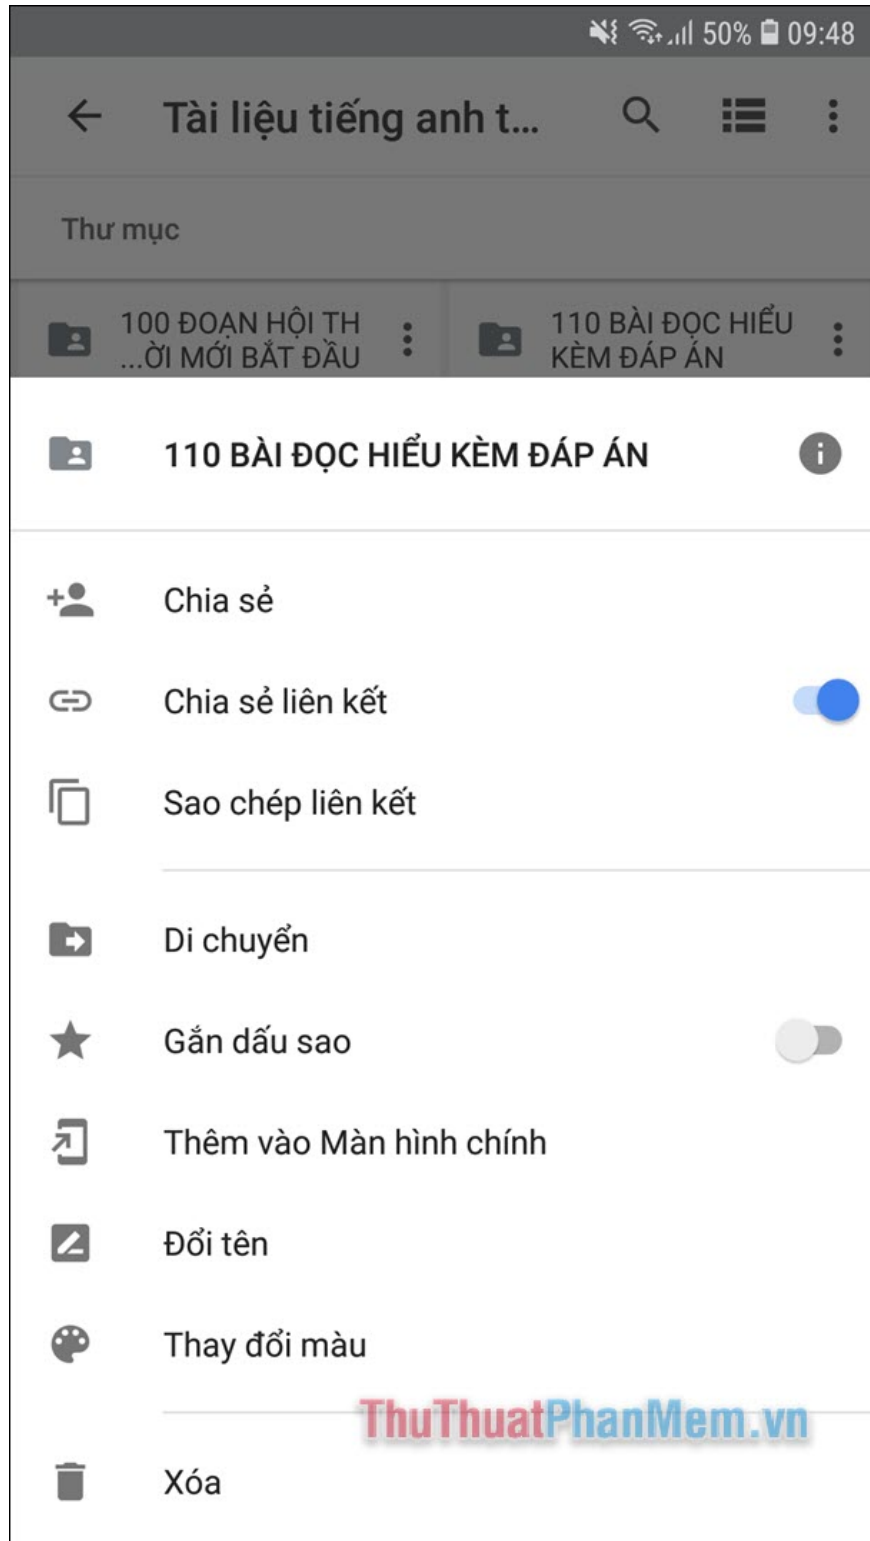 50% 09:48
Tài liệu tiếng anh t...
Thư mục
100 ĐOẠN HỘI TH
...ỜI MỚI BẮT ĐẦU
110 BÀI ĐỌC HIỂU
KÈM ĐÁP ÁN
110 BÀI ĐỌC HIỂU KÈM ĐÁP ÁN
Chia sẻ
Chia sẻ liên kết
Sao chép liên kết
Di chuyển
Gắn dấu sao
Thêm vào Màn hình chính
Đổi tên
Thay đổi màu
ThuThuatPhanMem.vn
Xóa